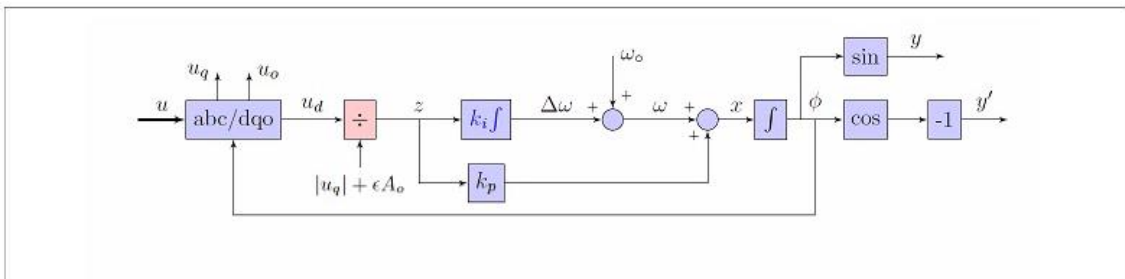 u
abc/dqo
u_q
u_o
u_d
÷
|u_q| + ϵA_o
z
k_i∫
k_p
Δω
+
+
ω_o
ω
+
+
x
∫
ϕ
sin
y
cos
-1
y′